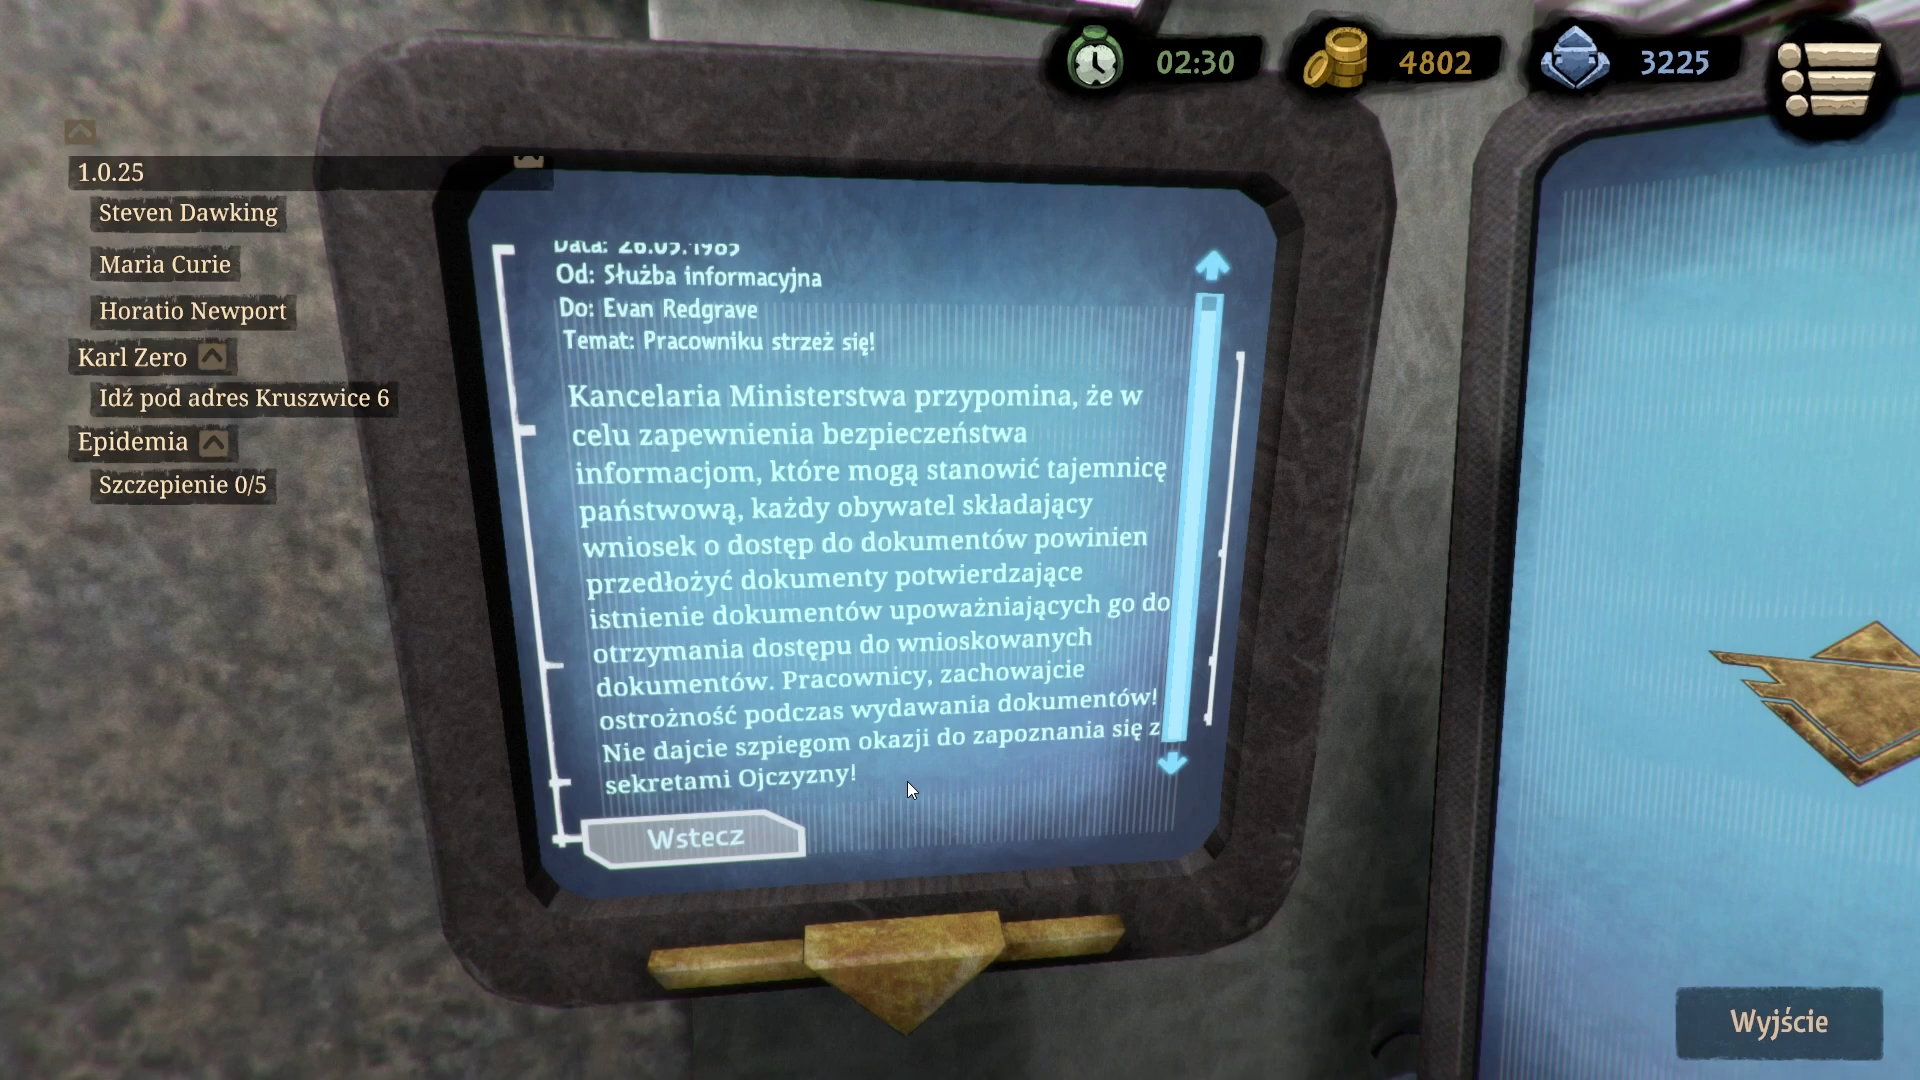 02:30
4802
3225
1.0.25
Steven Dawking
Maria Curie
Horatio Newport
Karl Zero
Idź pod adres Kruszwice 6
Epidemia
Szczepienie 0/5
Data:
Od: Służba informacyjna
Do: Evan Redgrave
Temat: Pracowniku strzeż się!
Kancelaria Ministerstwa przypomina, że w
celu zapewnienia bezpieczeństwa
informacjom, które mogą stanowić tajemnicę
państwową, każdy obywatel składający
wniosek o dostęp do dokumentów powinien
przedłożyć dokumenty potwierdzające
istnienie dokumentów upoważniających go do
otrzymania dostępu do wnioskowanych
dokumentów. Pracownicy, zachowajcie
ostrożność podczas wydawania dokumentów!
Nie dajcie szpiegom okazji do zapoznania się z
sekretami Ojczyzny!
Wstecz
Wyjście